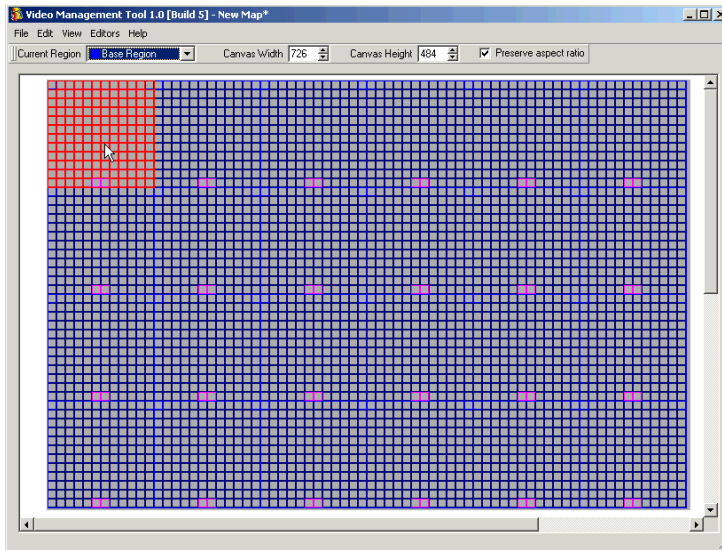 Video Management Tool 1.0 [Build 5] - New Map*
File Edit View Editors Help
Current Region Base Region Canvas Width 726 Canvas Height 484 Preserve aspect ratio